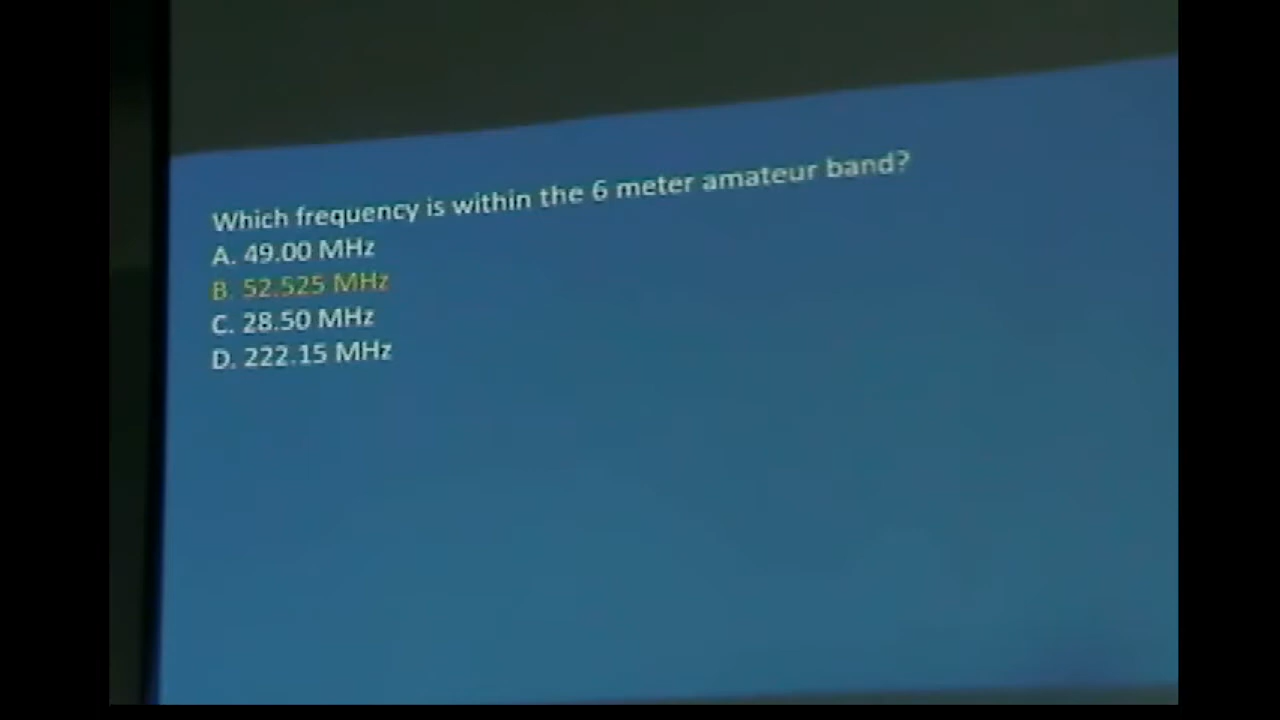 Which frequency is within the 6 meter amateur band?
A. 49.00 MHz
B. 52.525 MHz
C. 28.50 MHz
D. 222.15 MHz